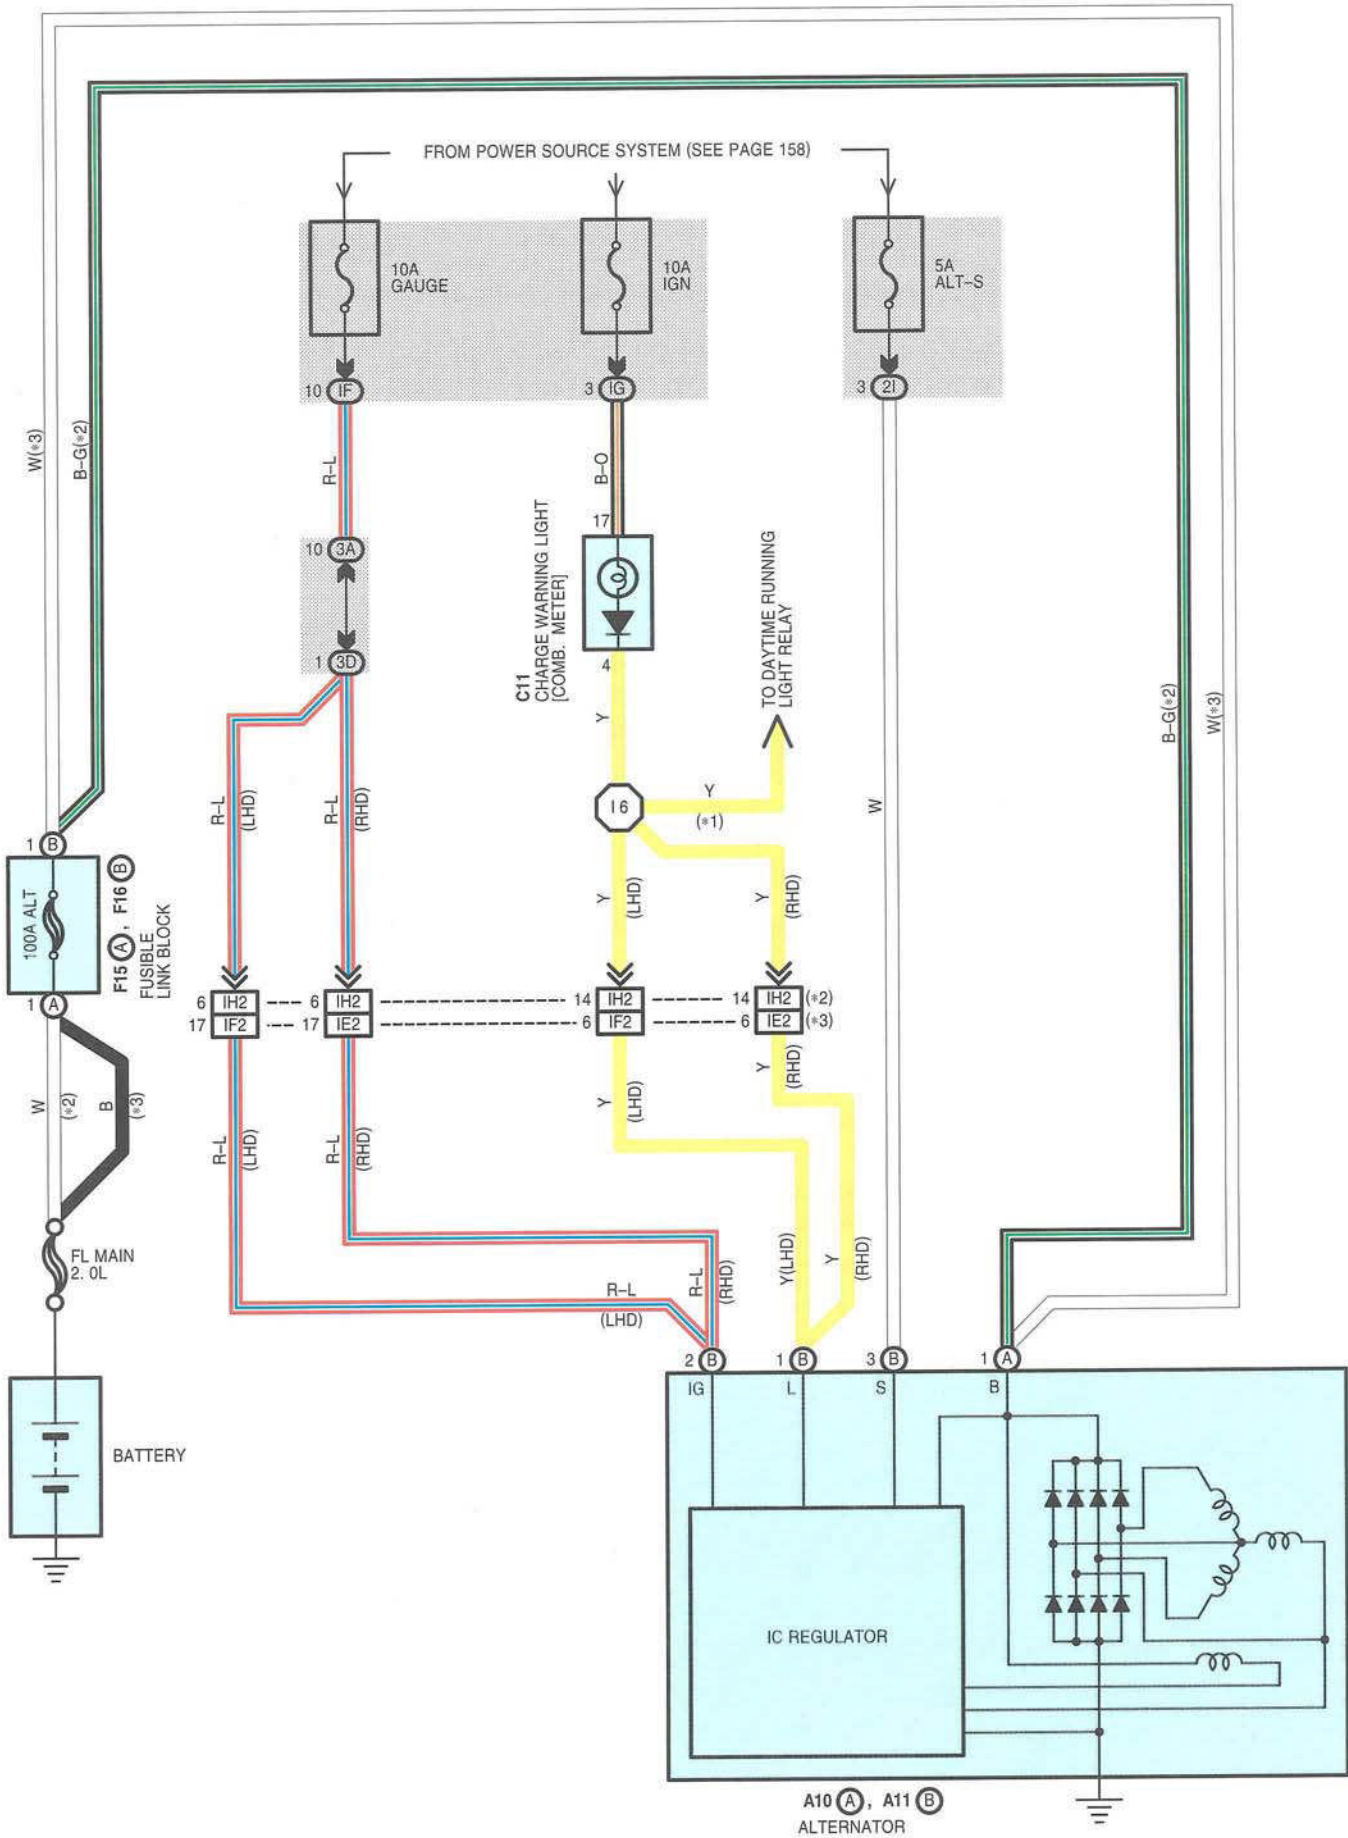 FROM POWER SOURCE SYSTEM (SEE PAGE 158)
10A
GAUGE
10A
IGN
5A
ALT-S
10 IF
3 IG
3 2I
W(*3)
B-G(*2)
R-L
B-O
10 3A
17
C11
CHARGE WARNING LIGHT
[COMB. METER]
1 3D
4
TO DAYTIME RUNNING
LIGHT RELAY
B-G(*2)
W(*3)
Y
R-L
(LHD)
R-L
(RHD)
I 6
Y
(*1)
W
1 B
100A ALT
F15 A, F16 B
FUSIBLE
LINK BLOCK
Y
(LHD)
Y
(RHD)
1 A
6 IH2
17 IF2
6 IH2
17 IE2
14 IH2
6 IF2
14 IH2 (*2)
6 IE2 (*3)
W
(*2)
B
(*3)
R-L
(LHD)
R-L
(RHD)
Y
(LHD)
Y
(RHD)
FL MAIN
2. 0L
R-L
(LHD)
R-L
(RHD)
Y(LHD)
Y
(RHD)
2 B
1 B
3 B
1 A
IG
L
S
B
BATTERY
IC REGULATOR
A10 A, A11 B
ALTERNATOR